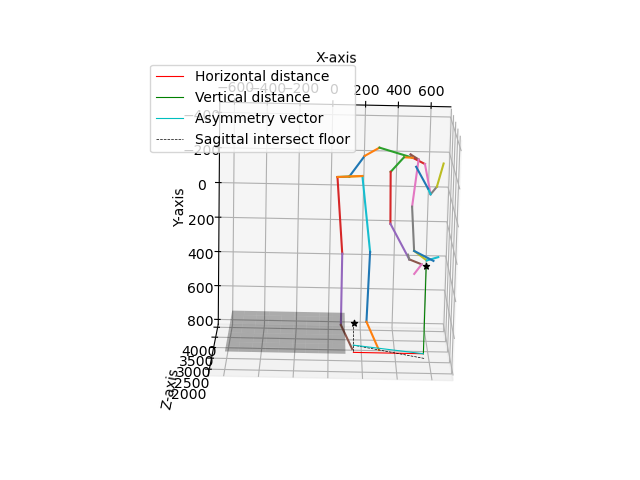 X-axis
Horizontal distance
Vertical distance
Asymmetry vector
Sagittal intersect floor
−600 −400 −200 0 200 400 600
−400
−200
0
200
400
600
800
Y-axis
4000
3500
3000
2500
2000
Z-axis